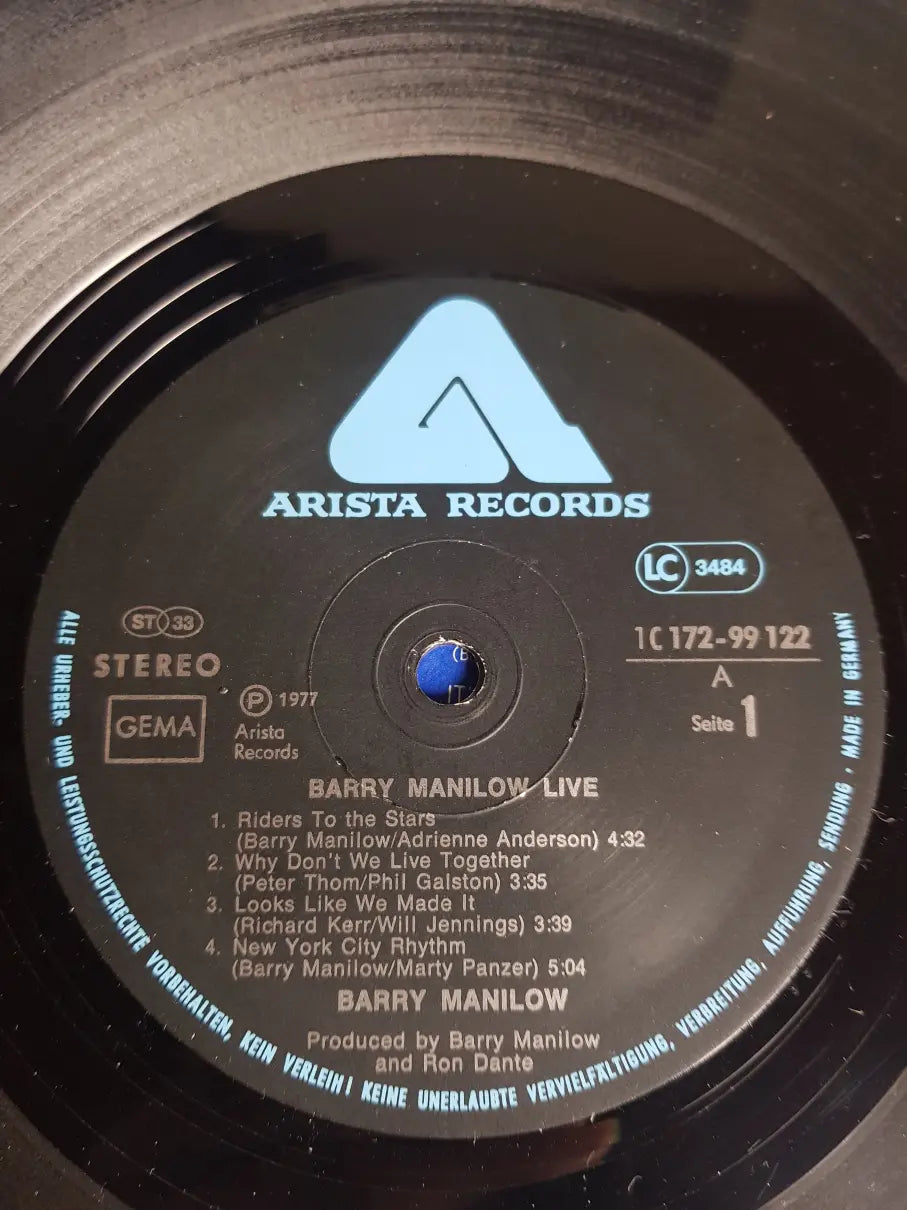 ARISTA RECORDS
LC 3484
ST 33
STEREO
GEMA
Ⓟ 1977
Arista
Records
1C 172-99 122
A
Seite 1
BARRY MANILOW LIVE
1. Riders To the Stars
(Barry Manilow/Adrienne Anderson) 4:32
2. Why Don't We Live Together
(Peter Thom/Phil Galston) 3:35
3. Looks Like We Made It
(Richard Kerr/Will Jennings) 3:39
4. New York City Rhythm
(Barry Manilow/Marty Panzer) 5:04
BARRY MANILOW
Produced by Barry Manilow
and Ron Dante
ALLE URHEBER- UND LEISTUNGSSCHUTZRECHTE VORBEHALTEN, KEIN VERLEIH! KEINE UNERLAUBTE VERVIELFÄLTIGUNG, VERBREITUNG, AUFFÜHRUNG, SENDUNG · MADE IN GERMANY